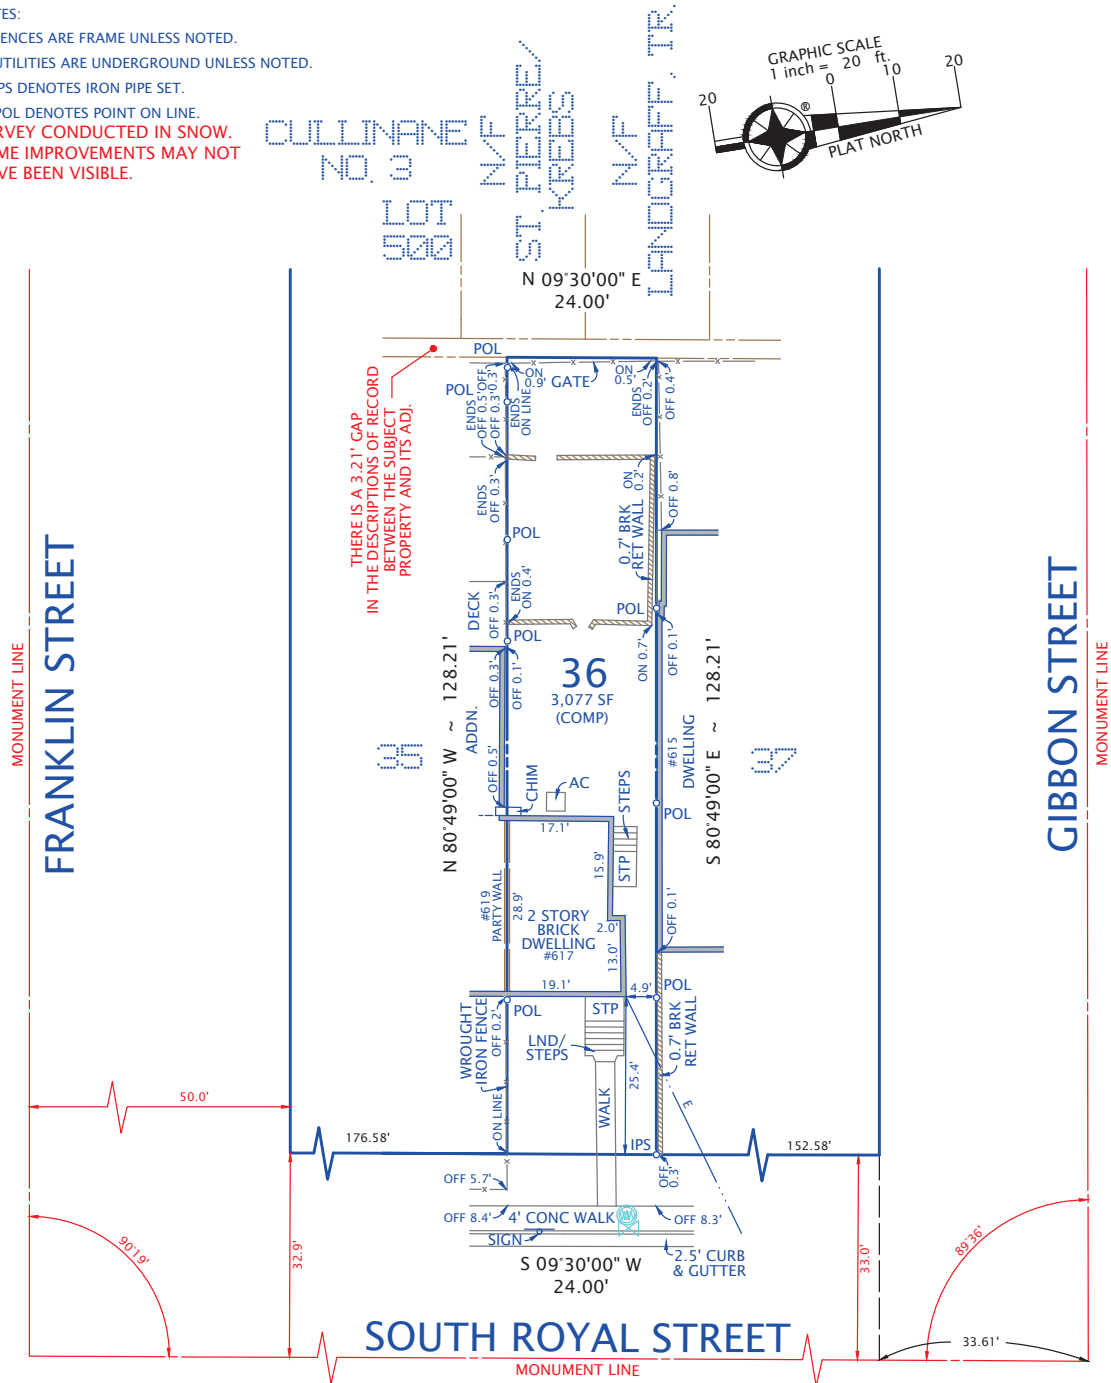 TES:
ENCES ARE FRAME UNLESS NOTED.
UTILITIES ARE UNDERGROUND UNLESS NOTED.
PS DENOTES IRON PIPE SET.
POL DENOTES POINT ON LINE.
RVEY CONDUCTED IN SNOW.
ME IMPROVEMENTS MAY NOT
VE BEEN VISIBLE.
CULLINANE
NO. 3
LOT
500
N/F
ST. PIERRE/
KREBS
N/F
LANDGRAFF, TR.
GRAPHIC SCALE
1 inch = 20 ft.
20
0
10
20
®
PLAT NORTH
N 09°30'00" E
24.00'
POL
POL
OFF 0.3'
ENDS
OFF 0.5'
OFF 0.3'
ENDS
ON LINE
ON
0.9'
GATE
ON
0.5'
ENDS
OFF 0.2'
OFF 0.4'
THERE IS A 3.21' GAP
IN THE DESCRIPTIONS OF RECORD
BETWEEN THE SUBJECT
PROPERTY AND ITS ADJ.
ENDS
OFF 0.3'
POL
ON
0.2'
OFF 0.8'
0.7' BRK
RET WALL
DECK
OFF 0.3'
ENDS
ON 0.4'
POL
POL
ON 0.7'
OFF 0.1'
OFF 0.3'
OFF 0.1'
36
3,077 SF
(COMP)
N 80°49'00" W ~ 128.21'
S 80°49'00" E ~ 128.21'
35
ADDN.
OFF 0.5'
CHIM
AC
STEPS
STP
#615
DWELLING
37
POL
17.1'
15.9'
#619
PARTY WALL
28.9'
2 STORY
BRICK
DWELLING
#617
2.0'
13.0'
OFF 0.1'
19.1'
4.9'
POL
POL
STP
WROUGHT
IRON FENCE
OFF 0.2'
LND/
STEPS
0.7' BRK
RET WALL
25.4'
E
ON LINE
WALK
IPS
OFF
0.3'
FRANKLIN STREET
MONUMENT LINE
GIBBON STREET
MONUMENT LINE
50.0'
176.58'
152.58'
OFF 5.7'
OFF 8.4'
4' CONC WALK
OFF 8.3'
SIGN
2.5' CURB
& GUTTER
S 09°30'00" W
24.00'
90°19'
32.9'
33.0'
89°36'
33.61'
SOUTH ROYAL STREET
MONUMENT LINE